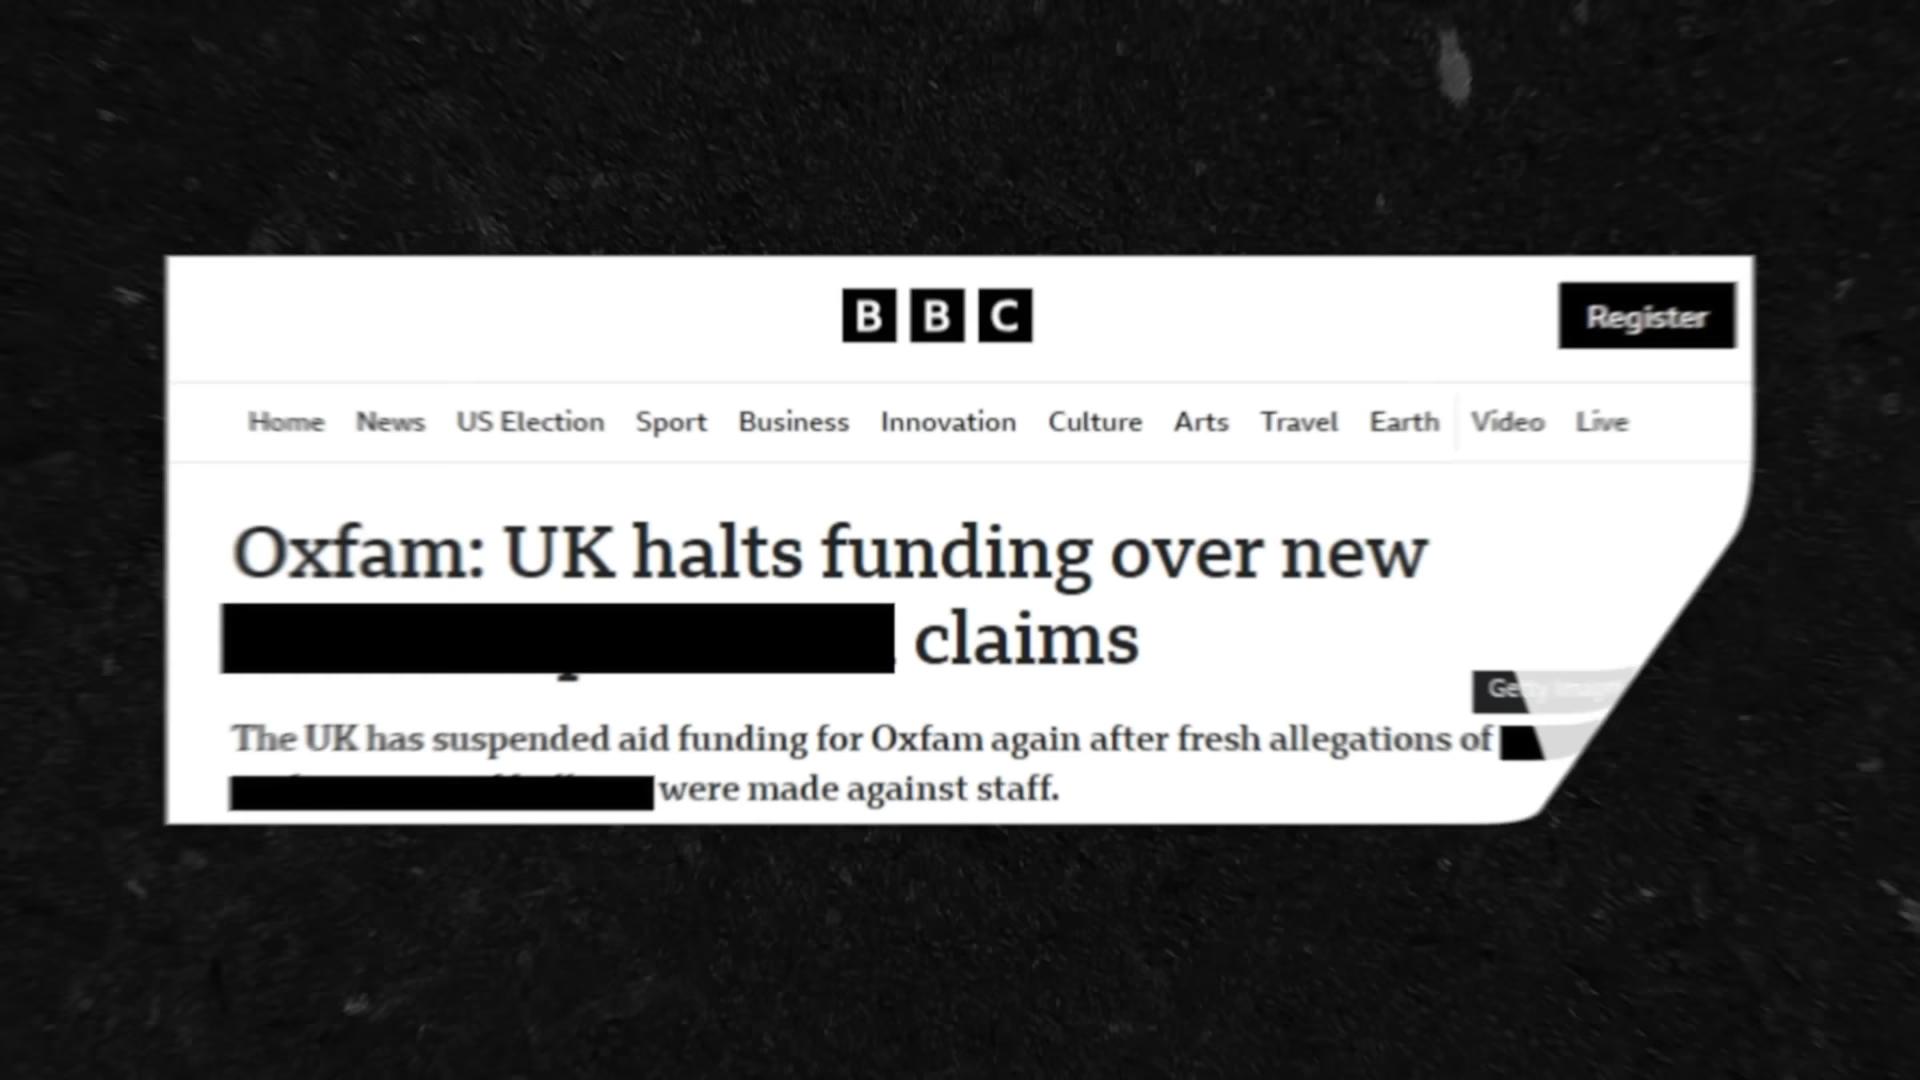 BBC
Register
Home News US Election Sport Business Innovation Culture Arts Travel Earth Video Live
Oxfam: UK halts funding over new
claims
The UK has suspended aid funding for Oxfam again after fresh allegations of
were made against staff.